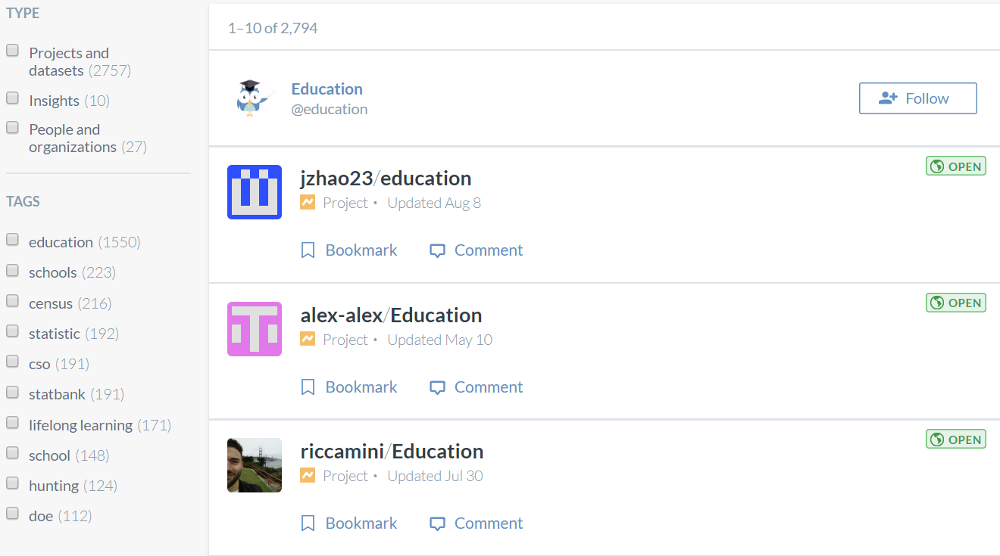 TYPE
Projects and
datasets (2757)
Insights (10)
People and
organizations (27)
TAGS
education (1550)
schools (223)
census (216)
statistic (192)
cso (191)
statbank (191)
lifelong learning (171)
school (148)
hunting (124)
doe (112)
1–10 of 2,794
Education
@education
Follow
jzhao23/education
OPEN
Project • Updated Aug 8
Bookmark Comment
alex-alex/Education
OPEN
Project • Updated May 10
Bookmark Comment
riccamini/Education
OPEN
Project • Updated Jul 30
Bookmark Comment